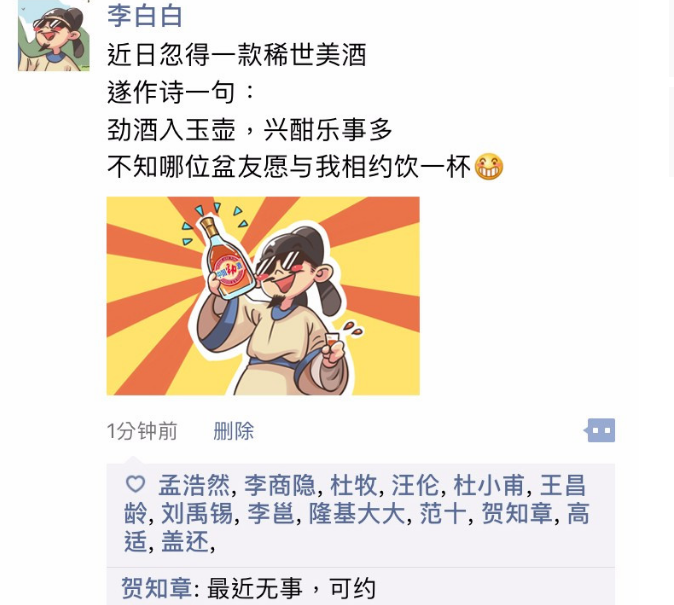 李白白
近日忽得一款稀世美酒
遂作诗一句：
劲酒入玉壶，兴酣乐事多
不知哪位盆友愿与我相约饮一杯
1分钟前 删除
孟浩然, 李商隐, 杜牧, 汪伦, 杜小甫, 王昌
龄, 刘禹锡, 李邕, 隆基大大, 范十, 贺知章, 高
适, 盖还,
贺知章: 最近无事，可约